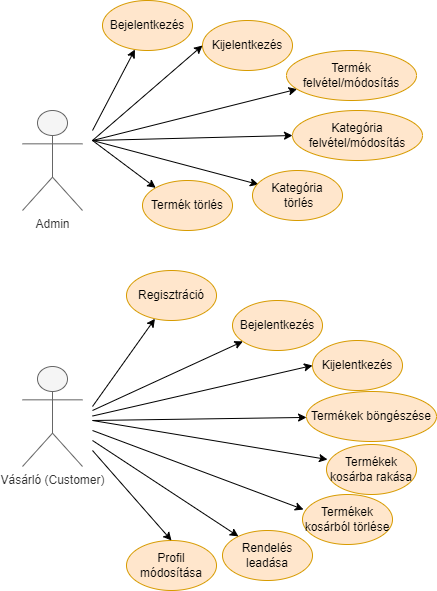 Bejelentkezés
Kijelentkezés
Termék
felvétel/módosítás
Kategória
felvétel/módosítás
Kategória
törlés
Termék törlés
Admin
Regisztráció
Bejelentkezés
Kijelentkezés
Termékek böngészése
Termékek
kosárba rakása
Termékek
kosárból törlése
Rendelés
leadása
Profil
módosítása
Vásárló (Customer)